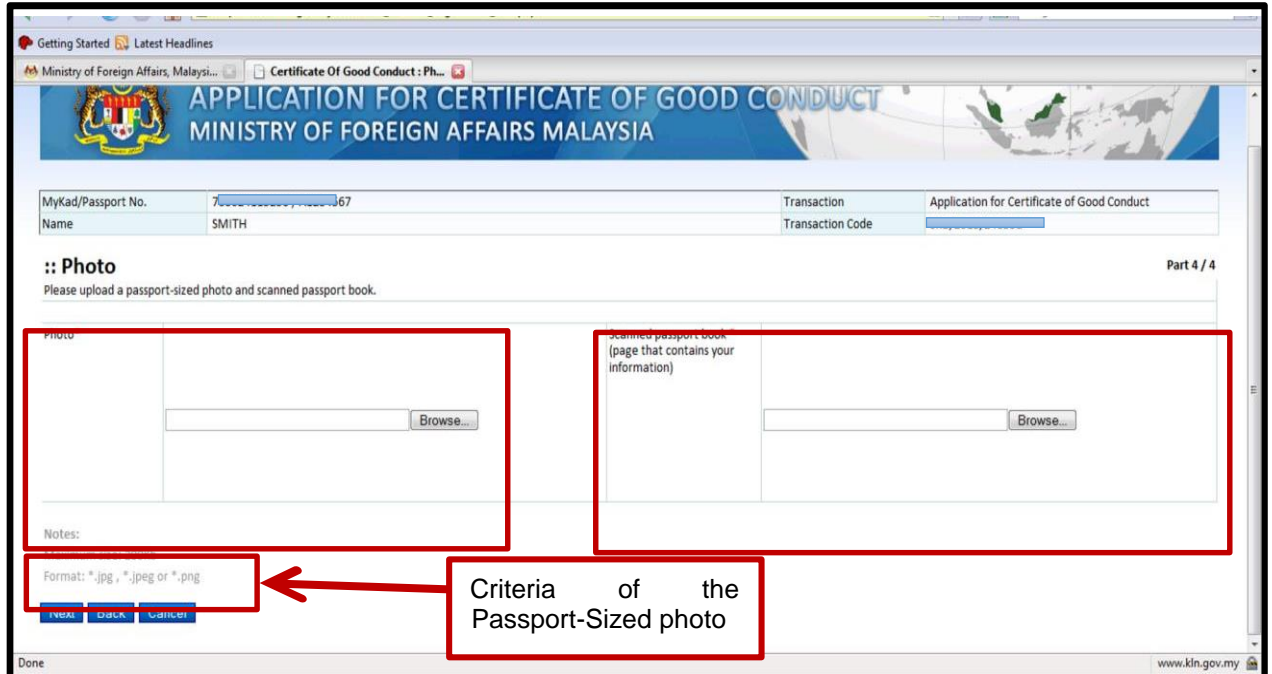 Getting Started Latest Headlines
Ministry of Foreign Affairs, Malaysi... Certificate Of Good Conduct : Ph...
APPLICATION FOR CERTIFICATE OF GOOD CONDUCT
MINISTRY OF FOREIGN AFFAIRS MALAYSIA
MyKad/Passport No. 67 Transaction Application for Certificate of Good Conduct
Name SMITH Transaction Code
:: Photo Part 4 / 4
Please upload a passport-sized photo and scanned passport book.
Photo Scanned passport book *
(page that contains your
information)
Browse... Browse...
Notes:
Format: *.jpg , *.jpeg or *.png
Criteria of the
Passport-Sized photo
Next Back Cancel
Done www.kln.gov.my